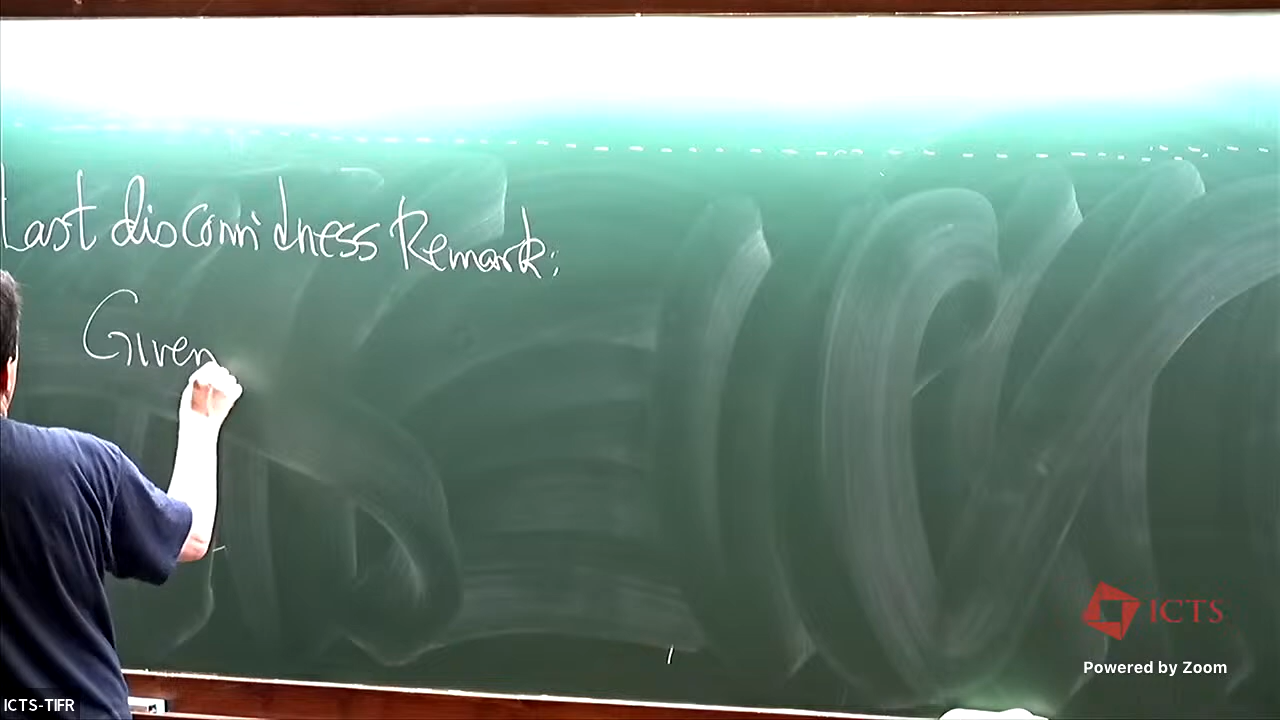 Last disconnidness Remark:
Given
ICTS
Powered by Zoom
ICTS-TIFR